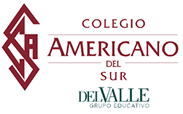 COLEGIO
AMERICANO
DEL
SUR
DELVALLE
GRUPO EDUCATIVO